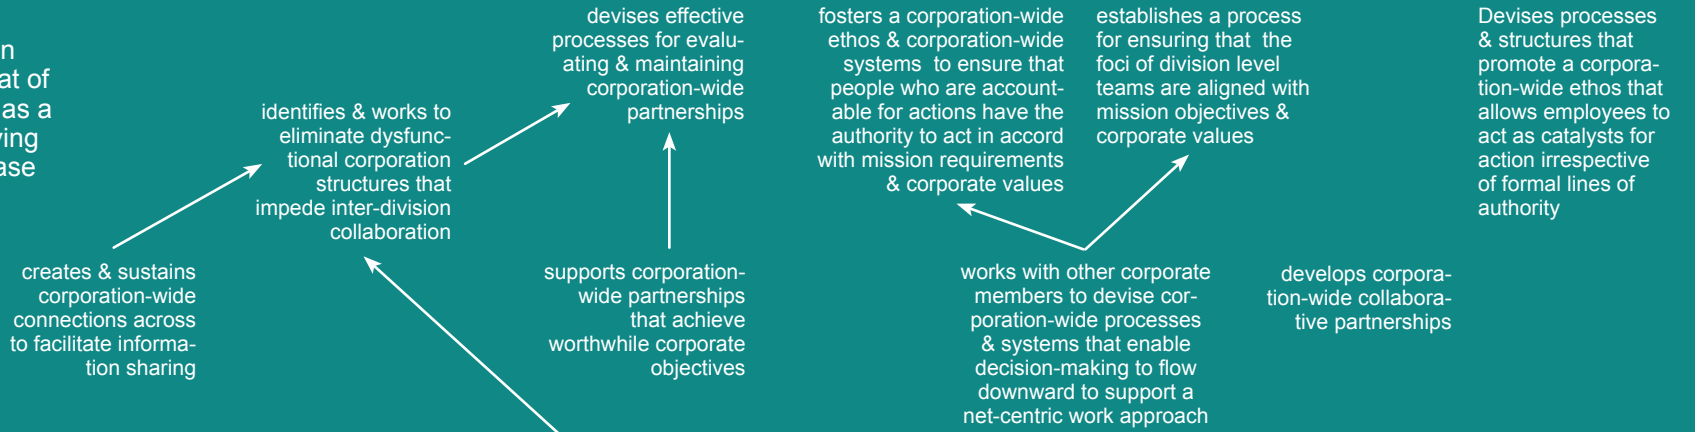 n
at of
as a
ving
ase
creates & sustains
corporation-wide
connections across
to facilitate informa-
tion sharing
identifies & works to
eliminate dysfunc-
tional corporation
structures that
impede inter-division
collaboration
devises effective
processes for evalu-
ating & maintaining
corporation-wide
partnerships
supports corporation-
wide partnerships
that achieve
worthwhile corporate
objectives
fosters a corporation-wide
ethos & corporation-wide
systems to ensure that
people who are account-
able for actions have the
authority to act in accord
with mission requirements
& corporate values
establishes a process
for ensuring that the
foci of division level
teams are aligned with
mission objectives &
corporate values
works with other corporate
members to devise cor-
poration-wide processes
& systems that enable
decision-making to flow
downward to support a
net-centric work approach
develops corpora-
tion-wide collabora-
tive partnerships
Devises processes
& structures that
promote a corpora-
tion-wide ethos that
allows employees to
act as catalysts for
action irrespective
of formal lines of
authority